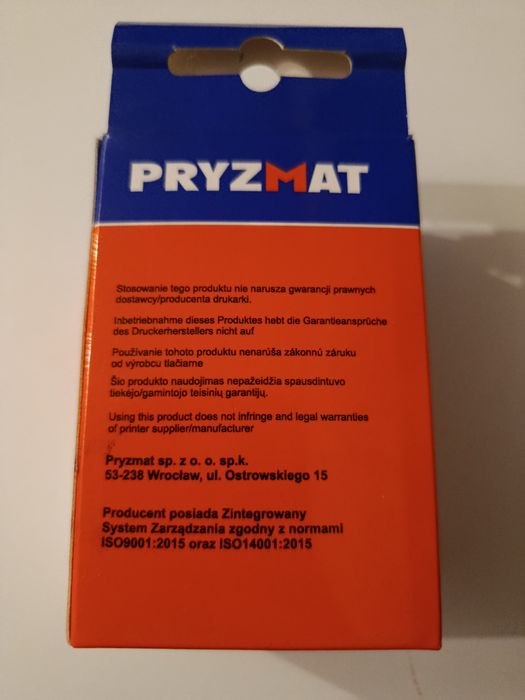 PRYZMAT
Stosowanie tego produktu nie narusza gwarancji prawnych
dostawcy/producenta drukarki.
Inbetriebnahme dieses Produktes hebt die Garantieansprüche
des Druckerherstellers nicht auf
Používanie tohoto produktu nenarúša zákonnú záruku
od výrobcu tlačiarne
Šio produkto naudojimas nepažeidžia spausdintuvo
tiekėjo/gamintojo teisinių garantijų.
Using this product does not infringe and legal warranties
of printer supplier/manufacturer
Pryzmat sp. z o. o. sp.k.
53-238 Wrocław, ul. Ostrowskiego 15
Producent posiada Zintegrowany
System Zarządzania zgodny z normami
ISO9001:2015 oraz ISO14001:2015